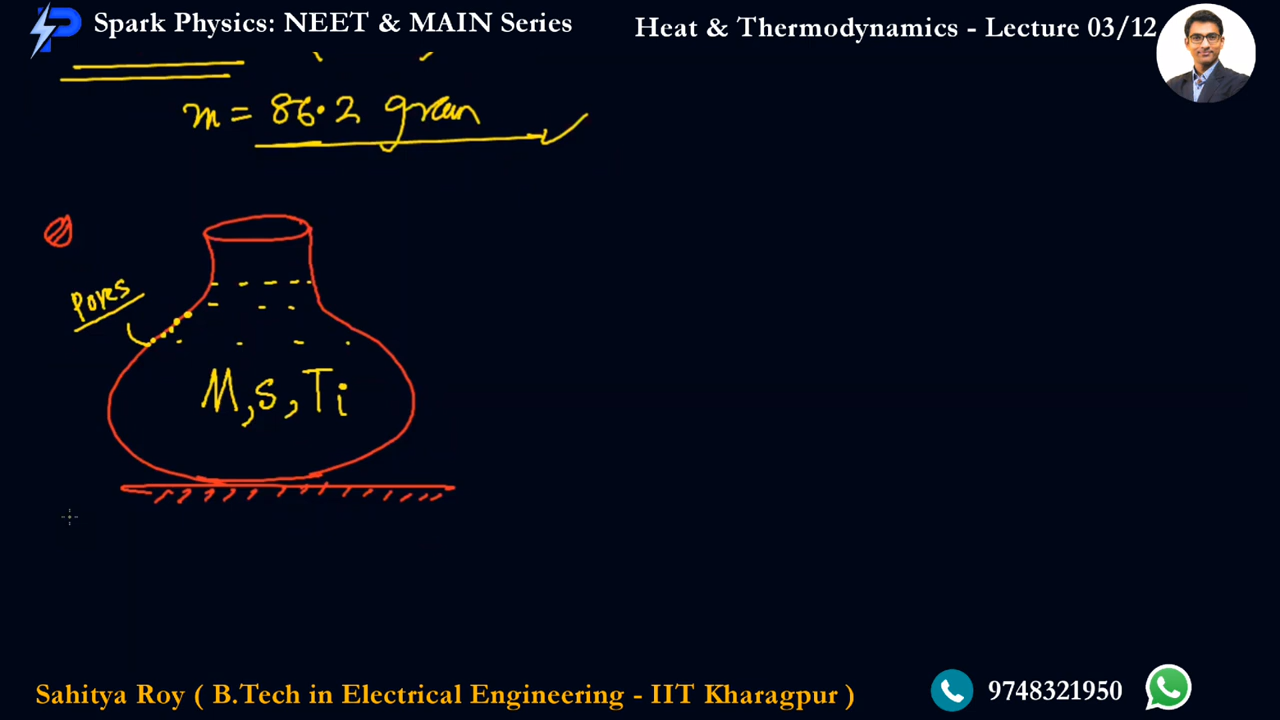 Spark Physics: NEET & MAIN Series
Heat & Thermodynamics - Lecture 03/12
m = 86.2 gram
Pores
M, s, Ti
Sahitya Roy ( B.Tech in Electrical Engineering - IIT Kharagpur )
9748321950